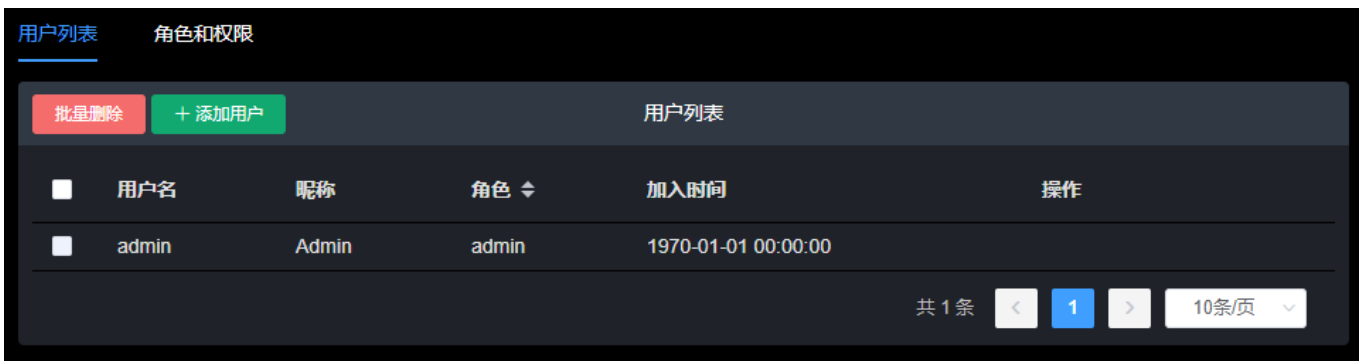 用户列表 角色和权限
批量删除 + 添加用户 用户列表
用户名 昵称 角色 加入时间 操作
admin Admin admin 1970-01-01 00:00:00
共 1 条 < 1 > 10条/页